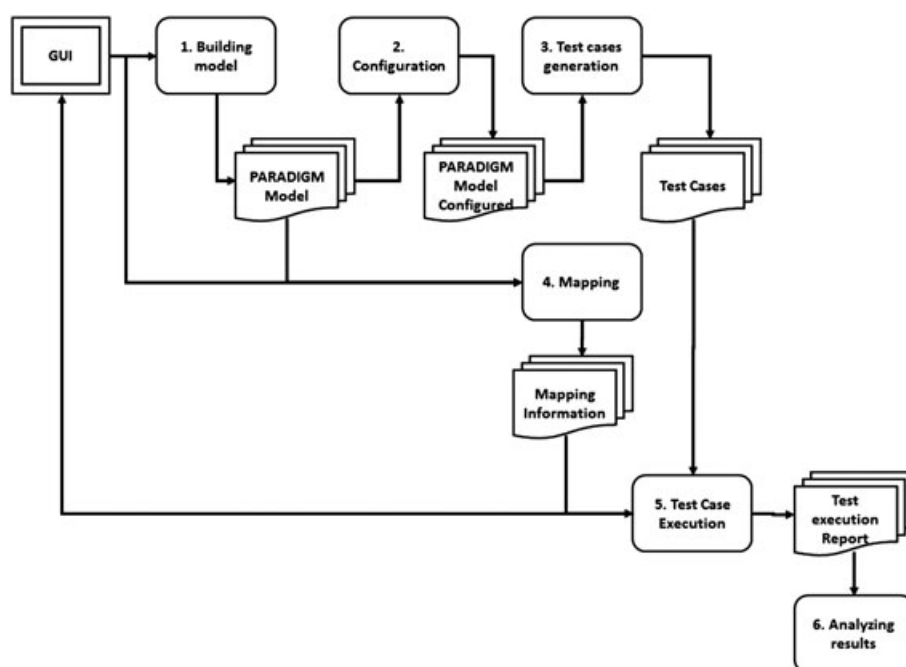 GUI
1. Building
model
2.
Configuration
3. Test cases
generation
PARADIGM
Model
PARADIGM
Model
Configured
Test Cases
4. Mapping
Mapping
Information
5. Test Case
Execution
Test
execution
Report
6. Analyzing
results